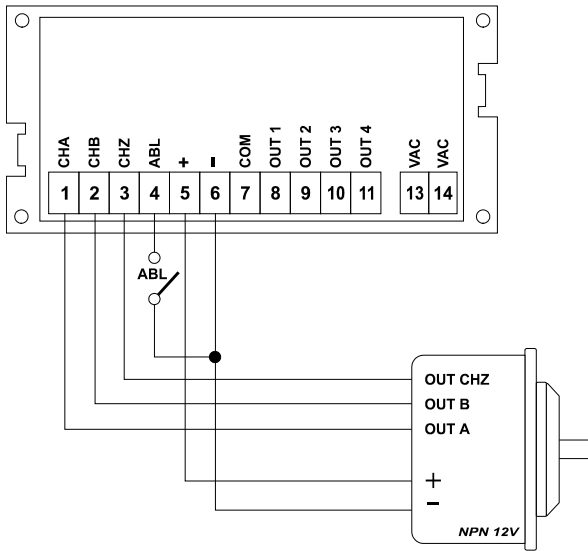 CHA CHB CHZ ABL + - COM OUT 1 OUT 2 OUT 3 OUT 4 VAC VAC
1 2 3 4 5 6 7 8 9 10 11 13 14
ABL
OUT CHZ
OUT B
OUT A
+
-
NPN 12V